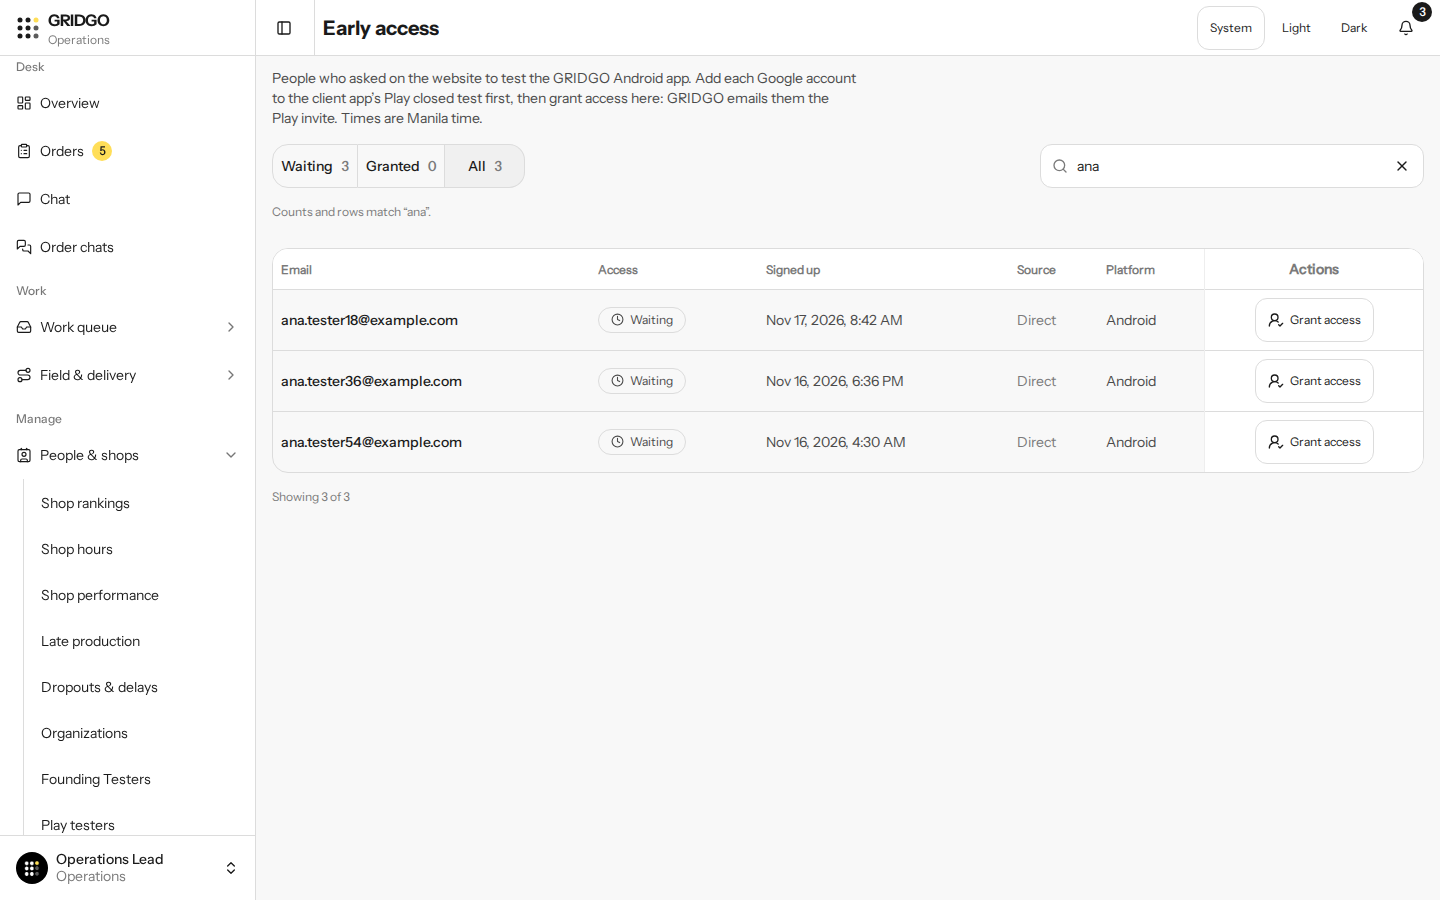 GRIDGO
Operations
Desk
Overview
Orders 5
Chat
Order chats
Work
Work queue
Field & delivery
Manage
People & shops
Shop rankings
Shop hours
Shop performance
Late production
Dropouts & delays
Organizations
Founding Testers
Play testers
Operations Lead
Operations
Early access
System Light Dark 3
People who asked on the website to test the GRIDGO Android app. Add each Google account
to the client app’s Play closed test first, then grant access here: GRIDGO emails them the
Play invite. Times are Manila time.
Waiting 3 Granted 0 All 3
ana
Counts and rows match “ana”.
Email Access Signed up Source Platform Actions
ana.tester18@example.com Waiting Nov 17, 2026, 8:42 AM Direct Android Grant access
ana.tester36@example.com Waiting Nov 16, 2026, 6:36 PM Direct Android Grant access
ana.tester54@example.com Waiting Nov 16, 2026, 4:30 AM Direct Android Grant access
Showing 3 of 3